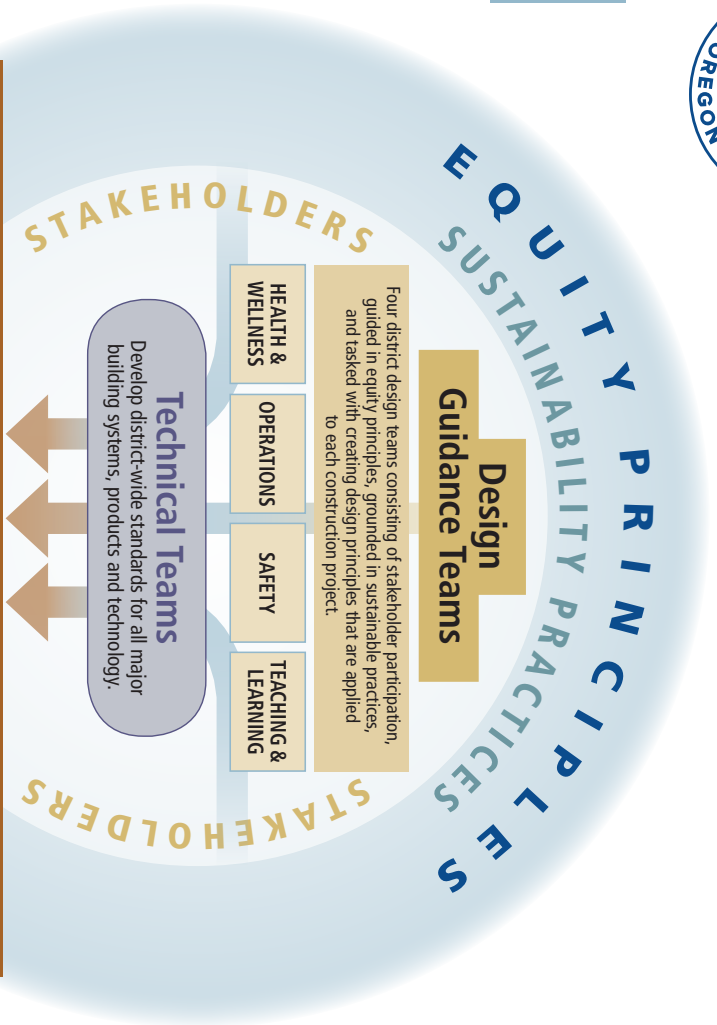 OREGON
EQUITY PRINCIPLES
SUSTAINABILITY PRACTICES
Design
Guidance Teams
Four district design teams consisting of stakeholder participation,
guided in equity principles, grounded in sustainable practices,
and tasked with creating design principles that are applied
to each construction project.
STAKEHOLDERS
STAKEHOLDERS
HEALTH &
WELLNESS
OPERATIONS
SAFETY
TEACHING &
LEARNING
Technical Teams
Develop district-wide standards for all major
building systems, products and technology.